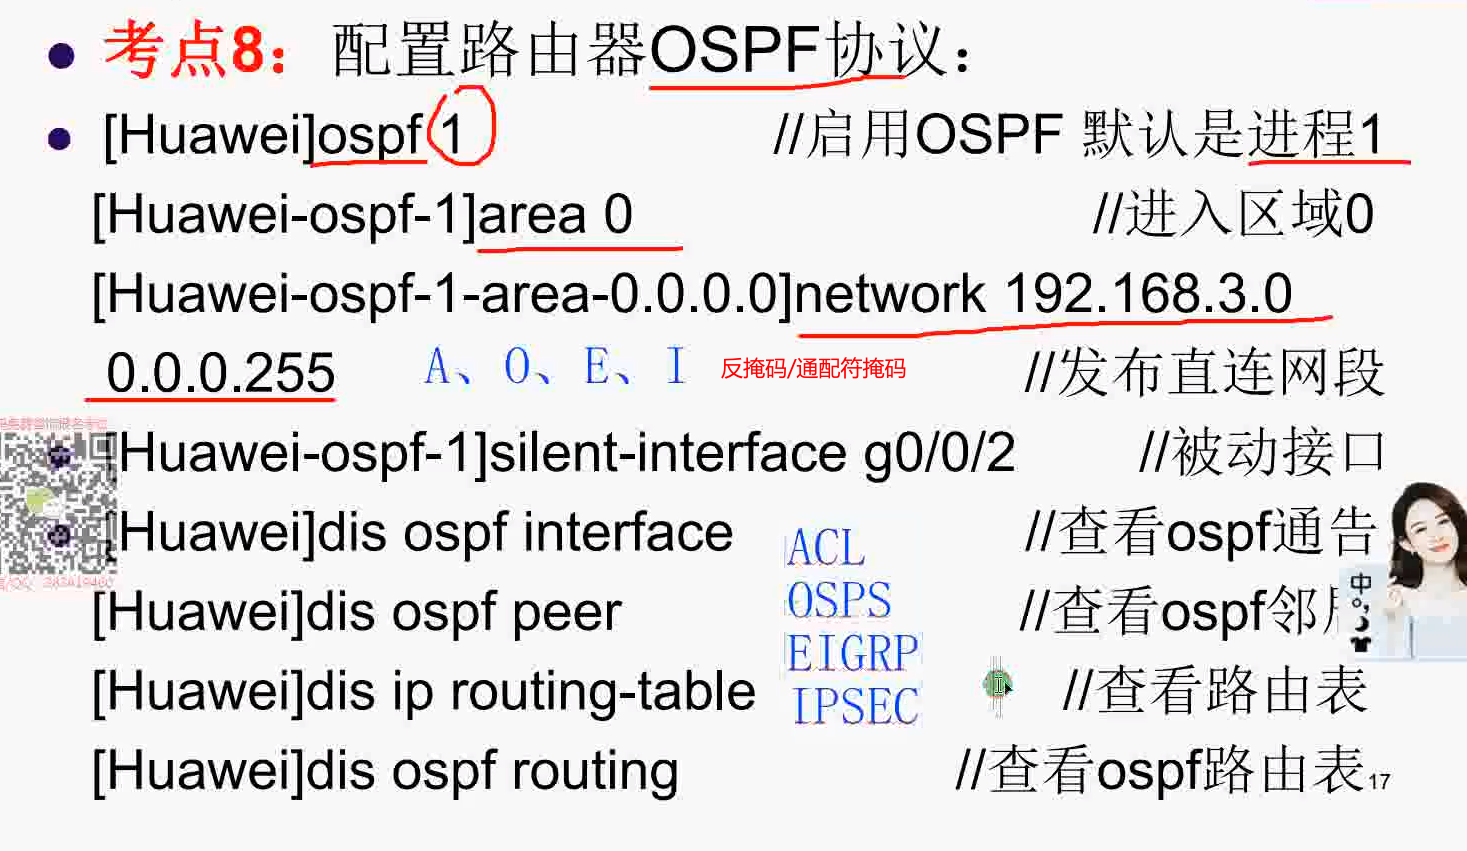 考点8：配置路由器OSPF协议：
[Huawei]ospf 1 //启用OSPF 默认是进程1
[Huawei-ospf-1]area 0 //进入区域0
[Huawei-ospf-1-area-0.0.0.0]network 192.168.3.0
0.0.0.255 A、O、E、I 反掩码/通配符掩码 //发布直连网段
[Huawei-ospf-1]silent-interface g0/0/2 //被动接口
[Huawei]dis ospf interface //查看ospf通告
ACL
OSPS
[Huawei]dis ospf peer //查看ospf邻
EIGRP
[Huawei]dis ip routing-table //查看路由表
IPSEC
[Huawei]dis ospf routing //查看ospf路由表
17
中